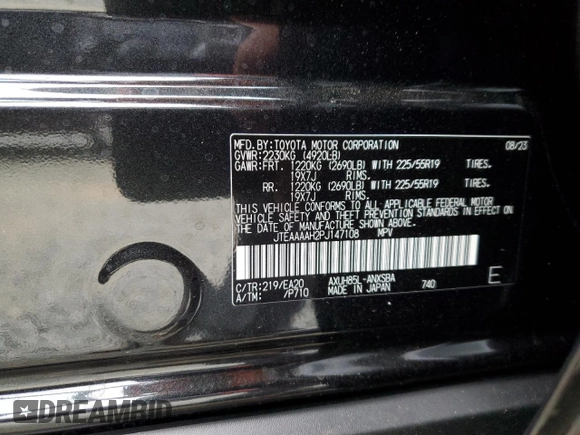 MFD.BY:TOYOTA MOTOR CORPORATION 08/23
GVWR:2230KG (4920LB)
GAWR:FRT. 1220KG (2690LB) WITH 225/55R19 TIRES.
19X7J RIMS.
RR. 1220KG (2690LB) WITH 225/55R19 TIRES.
19X7J RIMS.
THIS VEHICLE CONFORMS TO ALL APPLICABLE FEDERAL MOTOR
VEHICLE SAFETY AND THEFT PREVENTION STANDARDS IN EFFECT ON
THE DATE OF MANUFACTURE SHOWN ABOVE.
JTEAAAAH2PJ147108 MPV
C/TR:219/EA20 AXUH85L-ANXSBA
A/TM: /P710 MADE IN JAPAN 740 E
DREAMBID